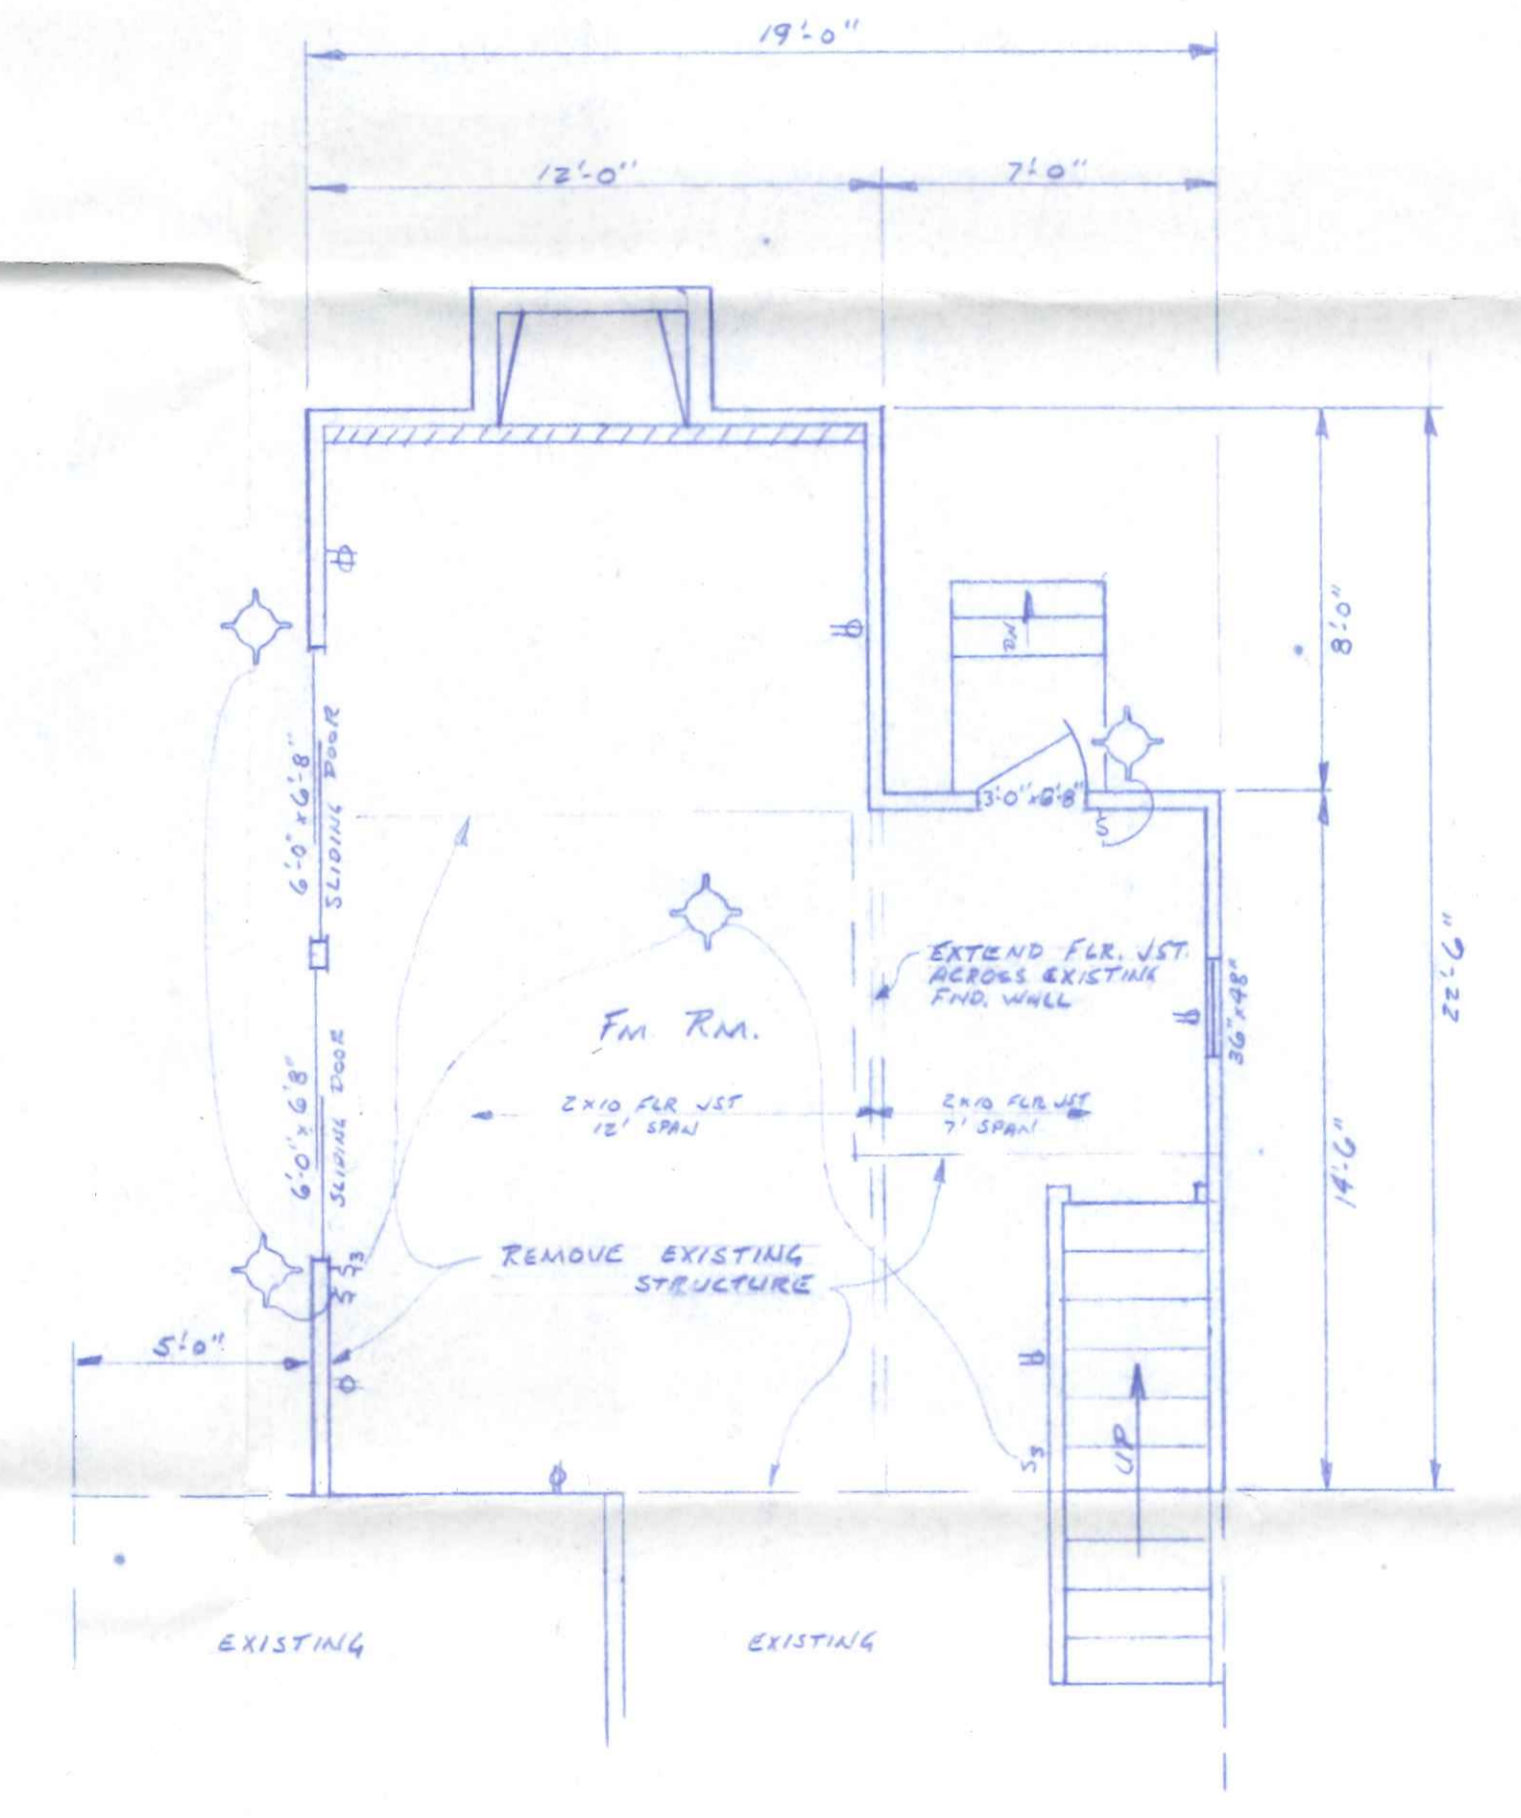 19'-0"
12'-0"
7'-0"
DN
8'-0"
6'-0" x 6'-8"
SLIDING DOOR
3'-0" x 6'-8"
S
EXTEND FLR. JST.
ACROSS EXISTING
FND. WALL
36" x 48"
22'-6"
FM RM.
2x10 FLR JST
12' SPAN
2x10 FLR JST
7' SPAN
14'-6"
6'-0" x 6'8"
SLIDING DOOR
REMOVE EXISTING
STRUCTURE
S3
S
5'-0"
S3
UP
EXISTING
EXISTING